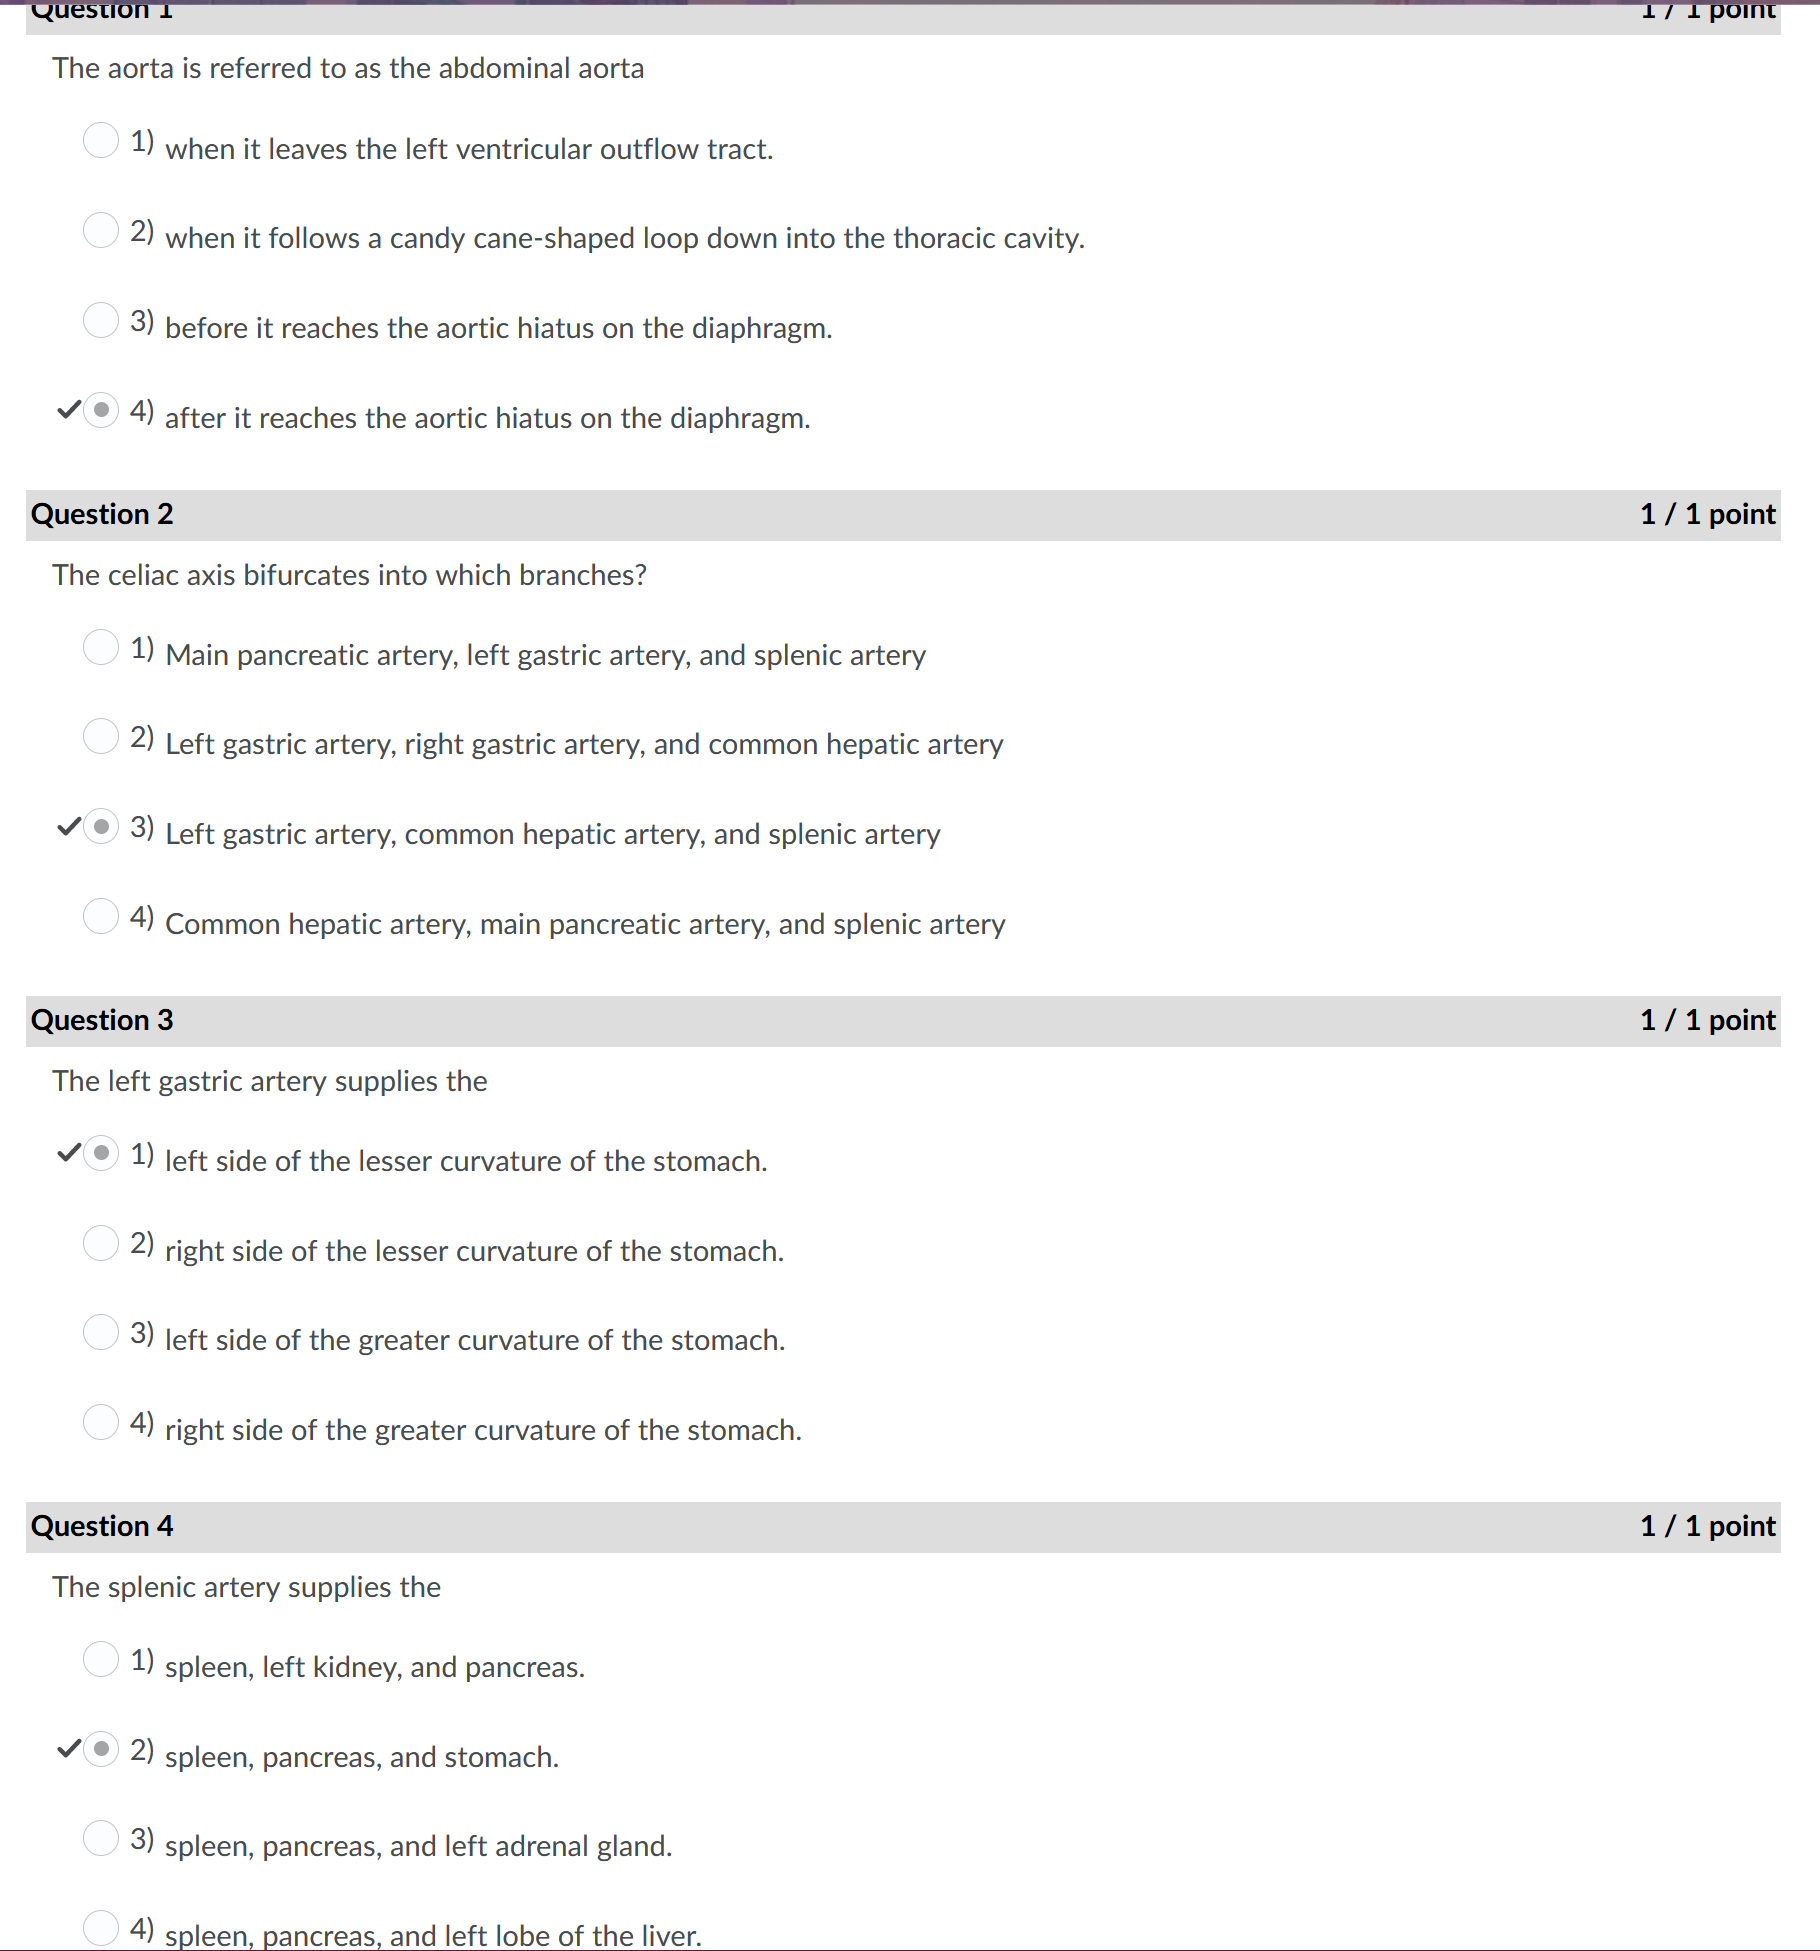 Question 1 1 / 1 point
The aorta is referred to as the abdominal aorta
1) when it leaves the left ventricular outflow tract.
2) when it follows a candy cane-shaped loop down into the thoracic cavity.
3) before it reaches the aortic hiatus on the diaphragm.
4) after it reaches the aortic hiatus on the diaphragm.
Question 2 1 / 1 point
The celiac axis bifurcates into which branches?
1) Main pancreatic artery, left gastric artery, and splenic artery
2) Left gastric artery, right gastric artery, and common hepatic artery
3) Left gastric artery, common hepatic artery, and splenic artery
4) Common hepatic artery, main pancreatic artery, and splenic artery
Question 3 1 / 1 point
The left gastric artery supplies the
1) left side of the lesser curvature of the stomach.
2) right side of the lesser curvature of the stomach.
3) left side of the greater curvature of the stomach.
4) right side of the greater curvature of the stomach.
Question 4 1 / 1 point
The splenic artery supplies the
1) spleen, left kidney, and pancreas.
2) spleen, pancreas, and stomach.
3) spleen, pancreas, and left adrenal gland.
4) spleen, pancreas, and left lobe of the liver.